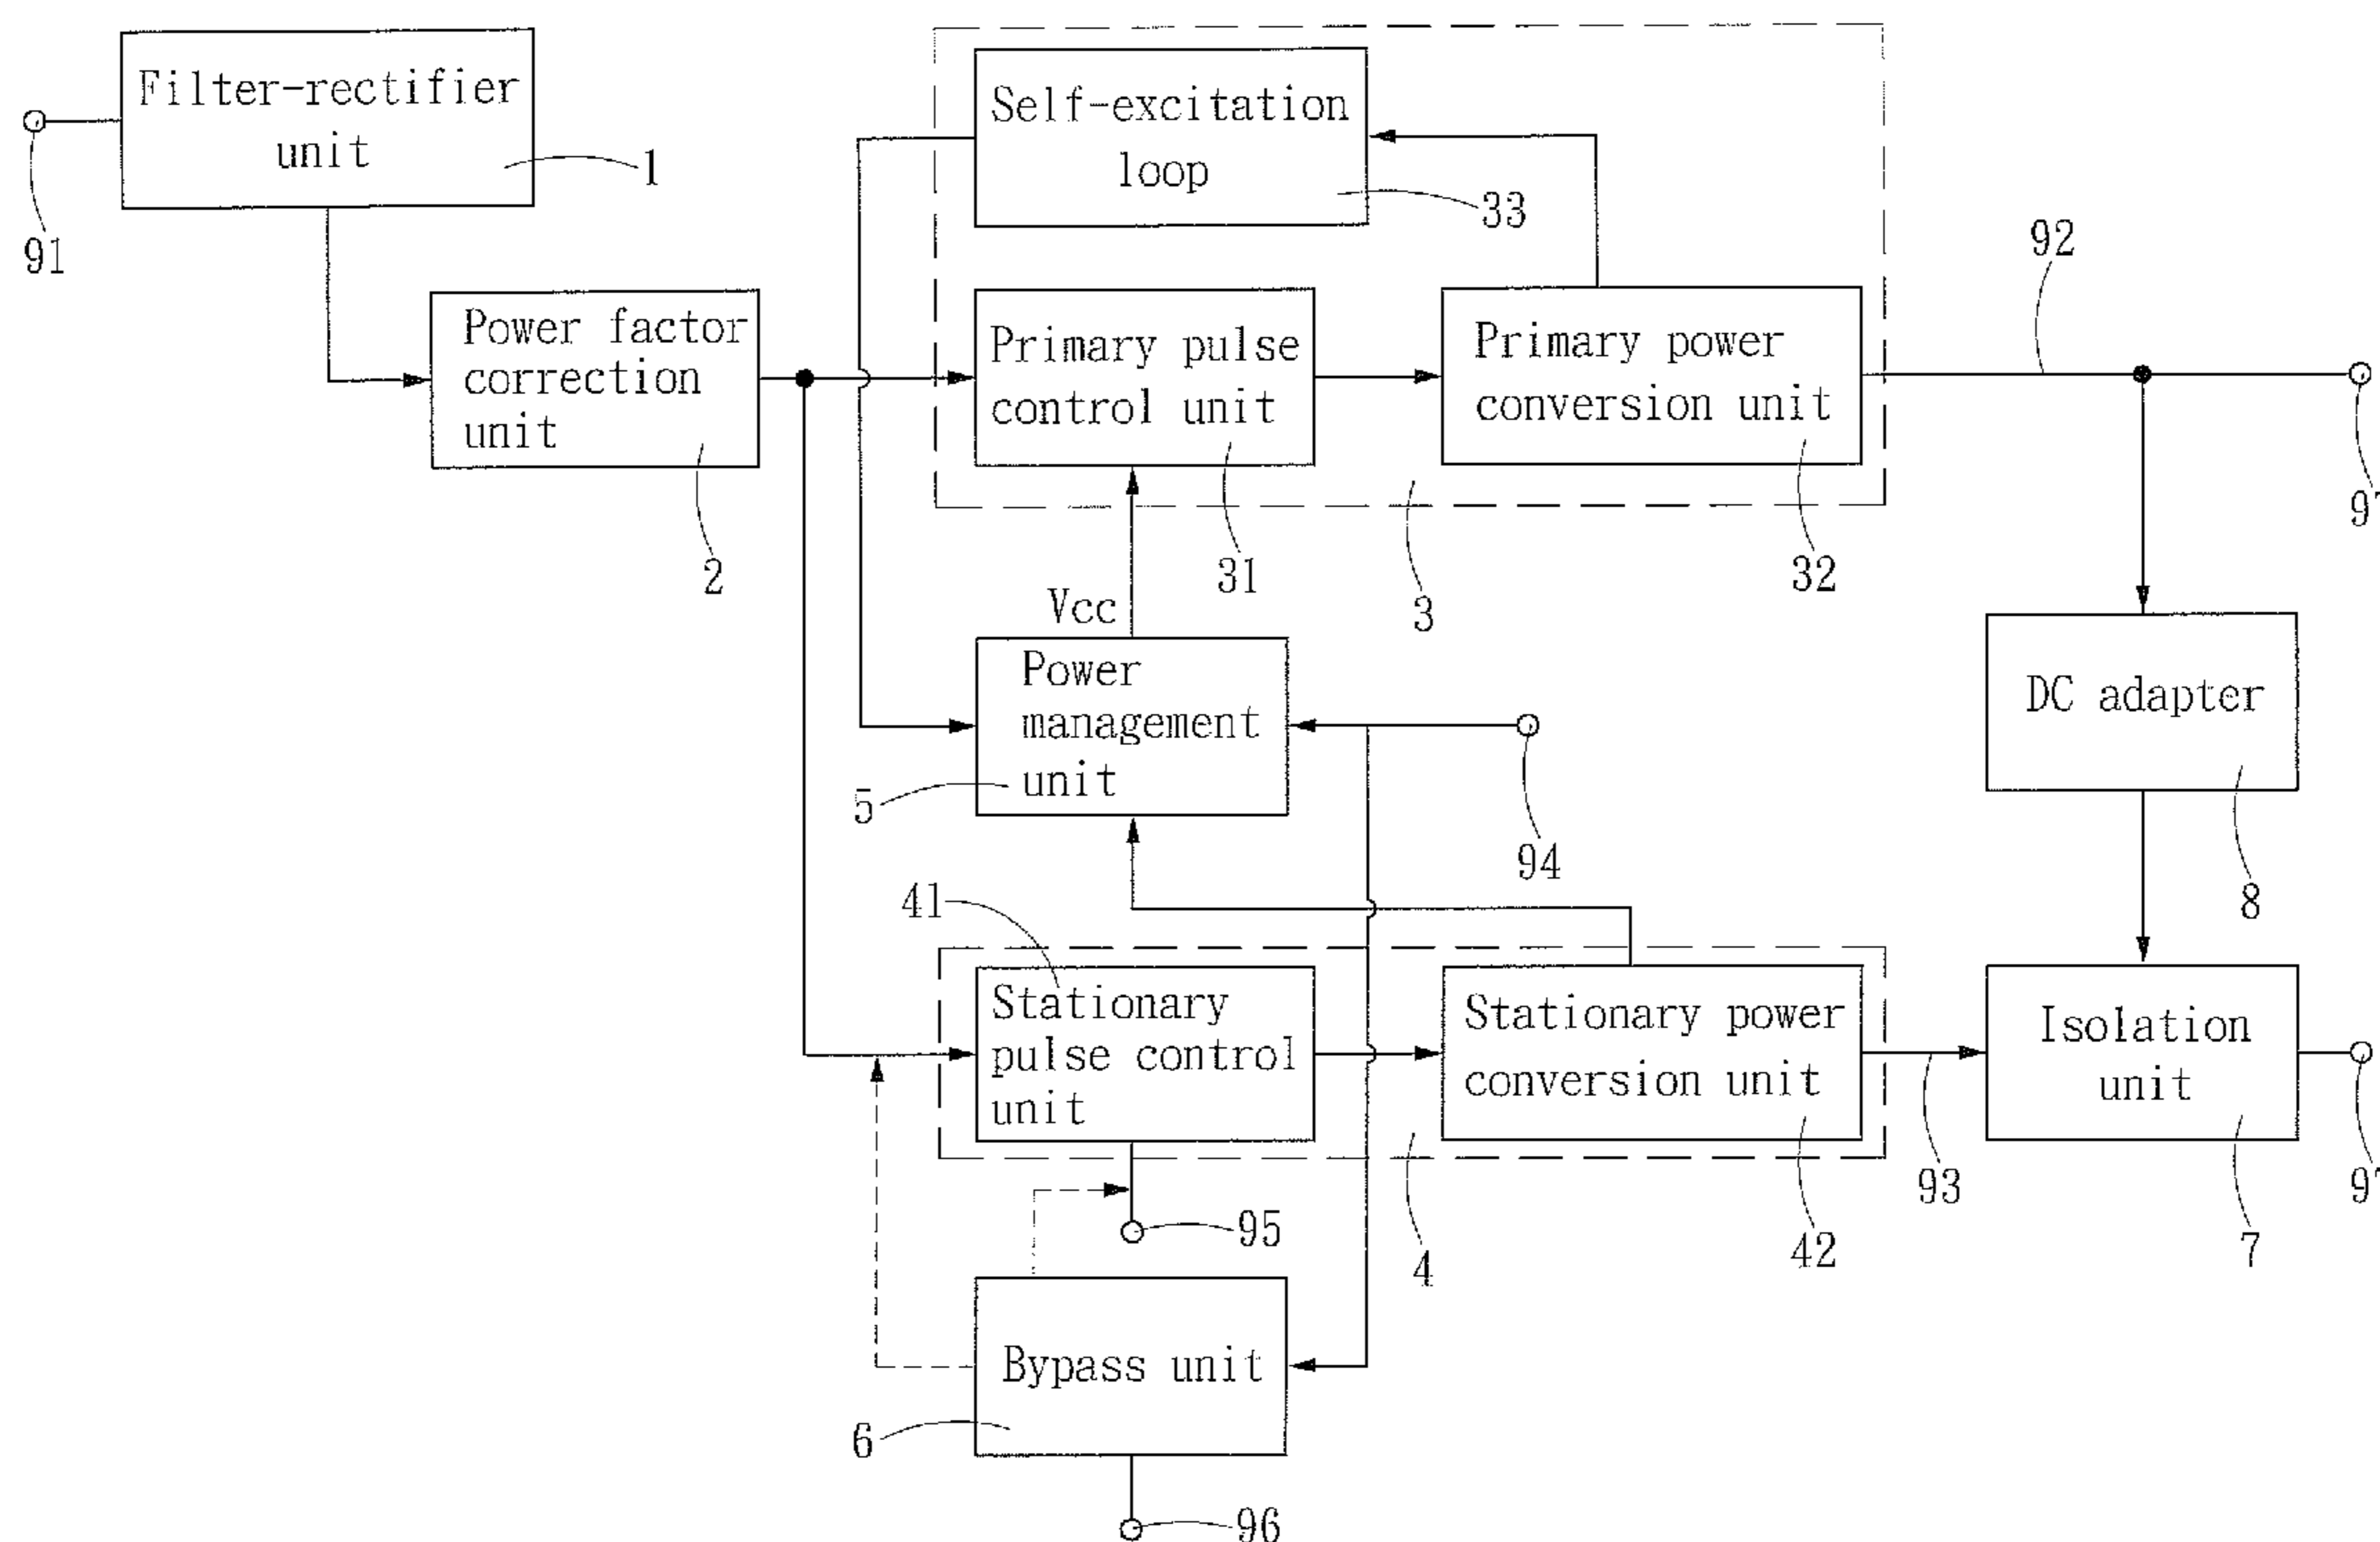 Filter-rectifier
unit
1
91
Self-excitation
loop
33
Power factor
correction
unit
2
Primary pulse
control unit
31
Primary power
conversion unit
32
3
92
Vcc
Power
management
unit
5
94
DC adapter
8
41
Stationary
pulse control
unit
Stationary power
conversion unit
42
4
93
Isolation
unit
7
95
Bypass unit
6
96